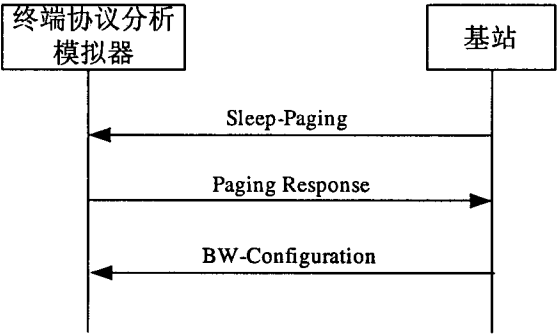 终端协议分析
模拟器
基站
Sleep-Paging
Paging Response
BW-Configuration